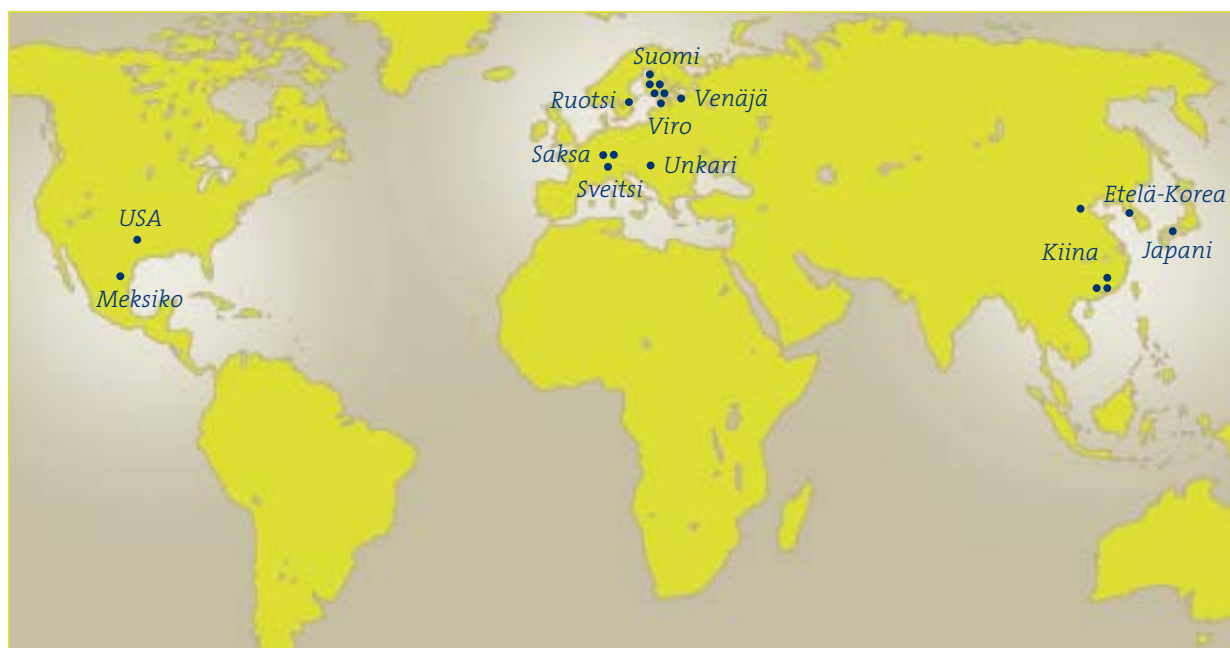 Suomi
Ruotsi
Venäjä
Viro
Saksa
Unkari
Sveitsi
Etelä-Korea
USA
Kiina
Japani
Meksiko